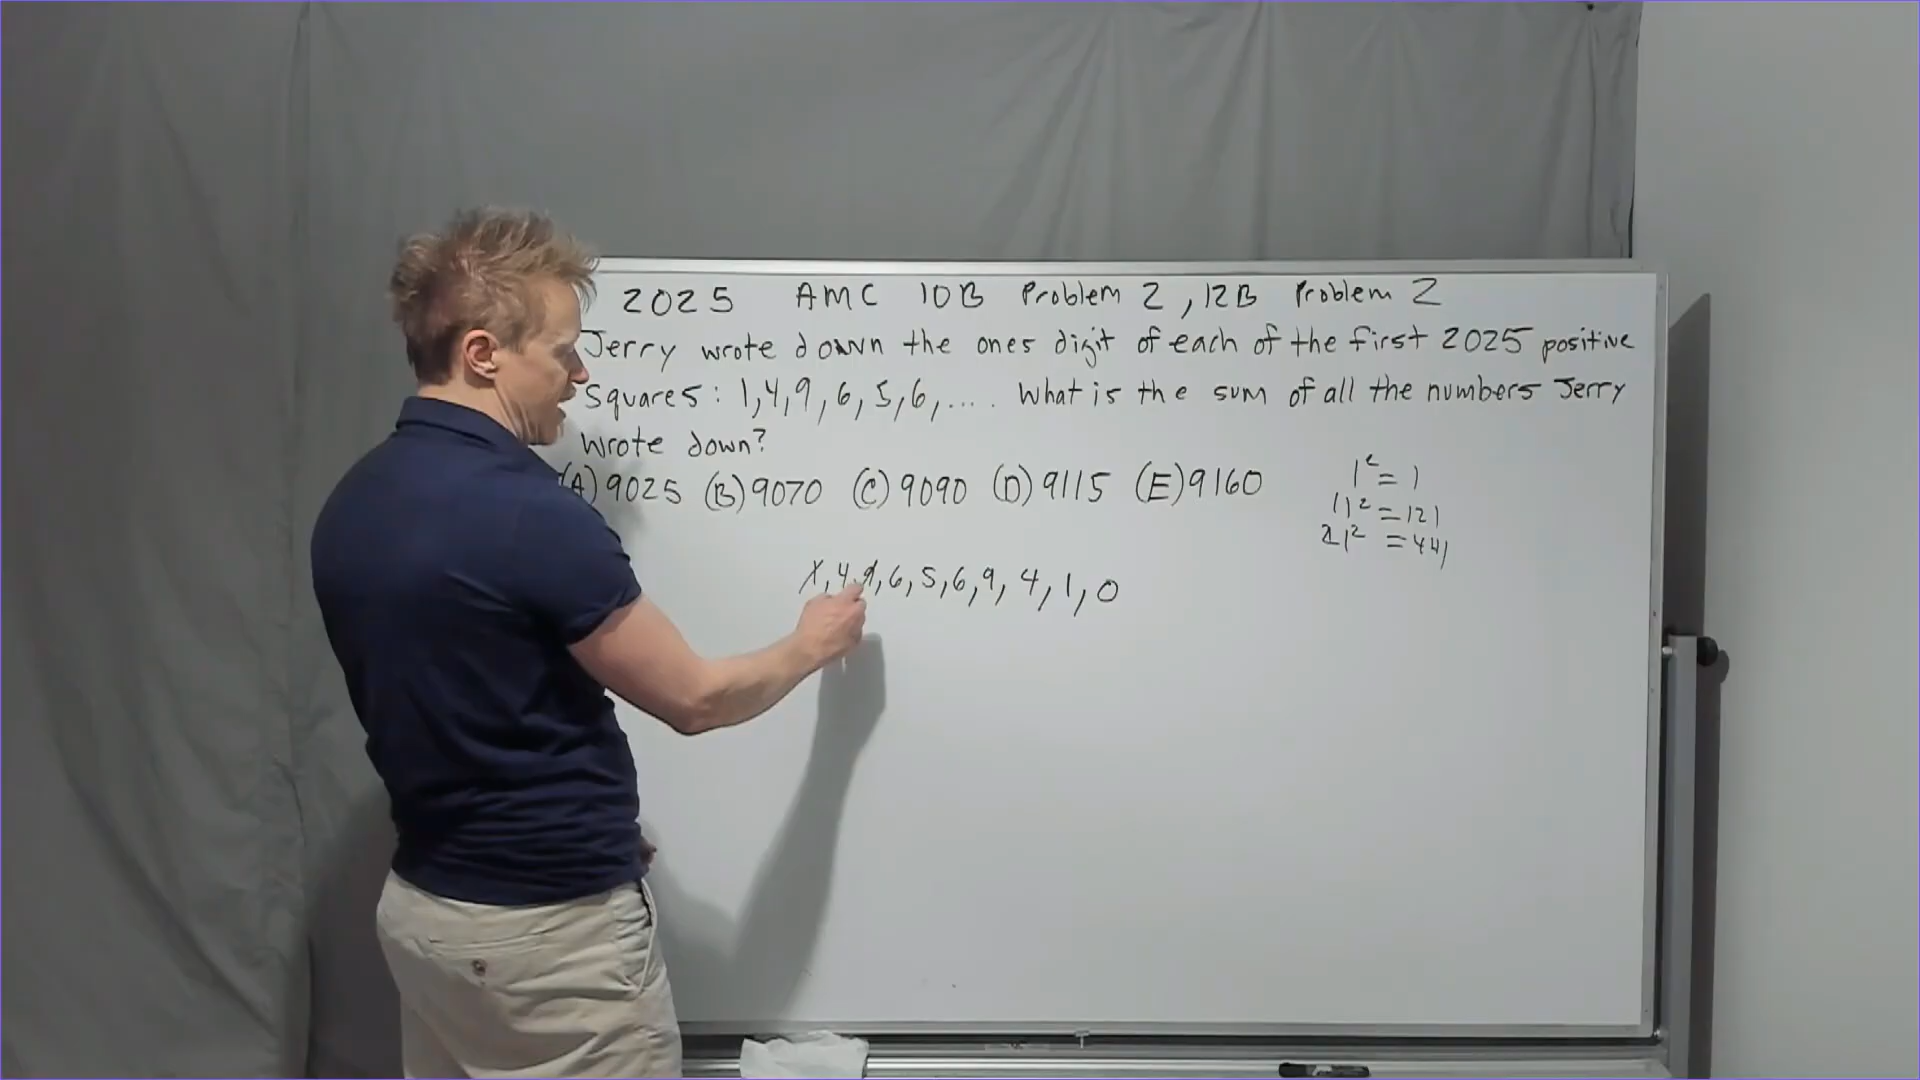 2025 AMC 10B Problem 2, 12B Problem 2
Jerry wrote down the ones digit of each of the first 2025 positive
squares: 1,4,9,6,5,6,.... What is the sum of all the numbers Jerry
wrote down?
(A) 9025 (B) 9070 (C) 9090 (D) 9115 (E) 9160
1² = 1
11² = 121
21² = 441
1, 4, 9, 6, 5, 6, 9, 4, 1, 0